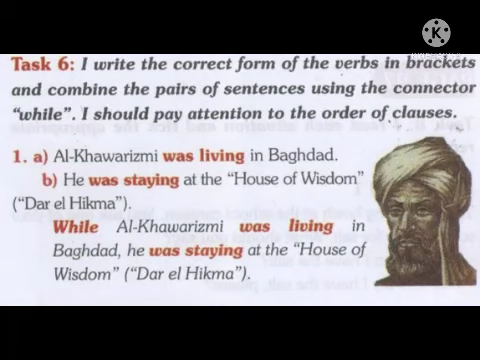 Task 6: I write the correct form of the verbs in brackets
and combine the pairs of sentences using the connector
“while”. I should pay attention to the order of clauses.
1. a) Al-Khawarizmi was living in Baghdad.
b) He was staying at the “House of Wisdom”
(“Dar el Hikma”).
While Al-Khawarizmi was living in
Baghdad, he was staying at the “House of
Wisdom” (“Dar el Hikma”).